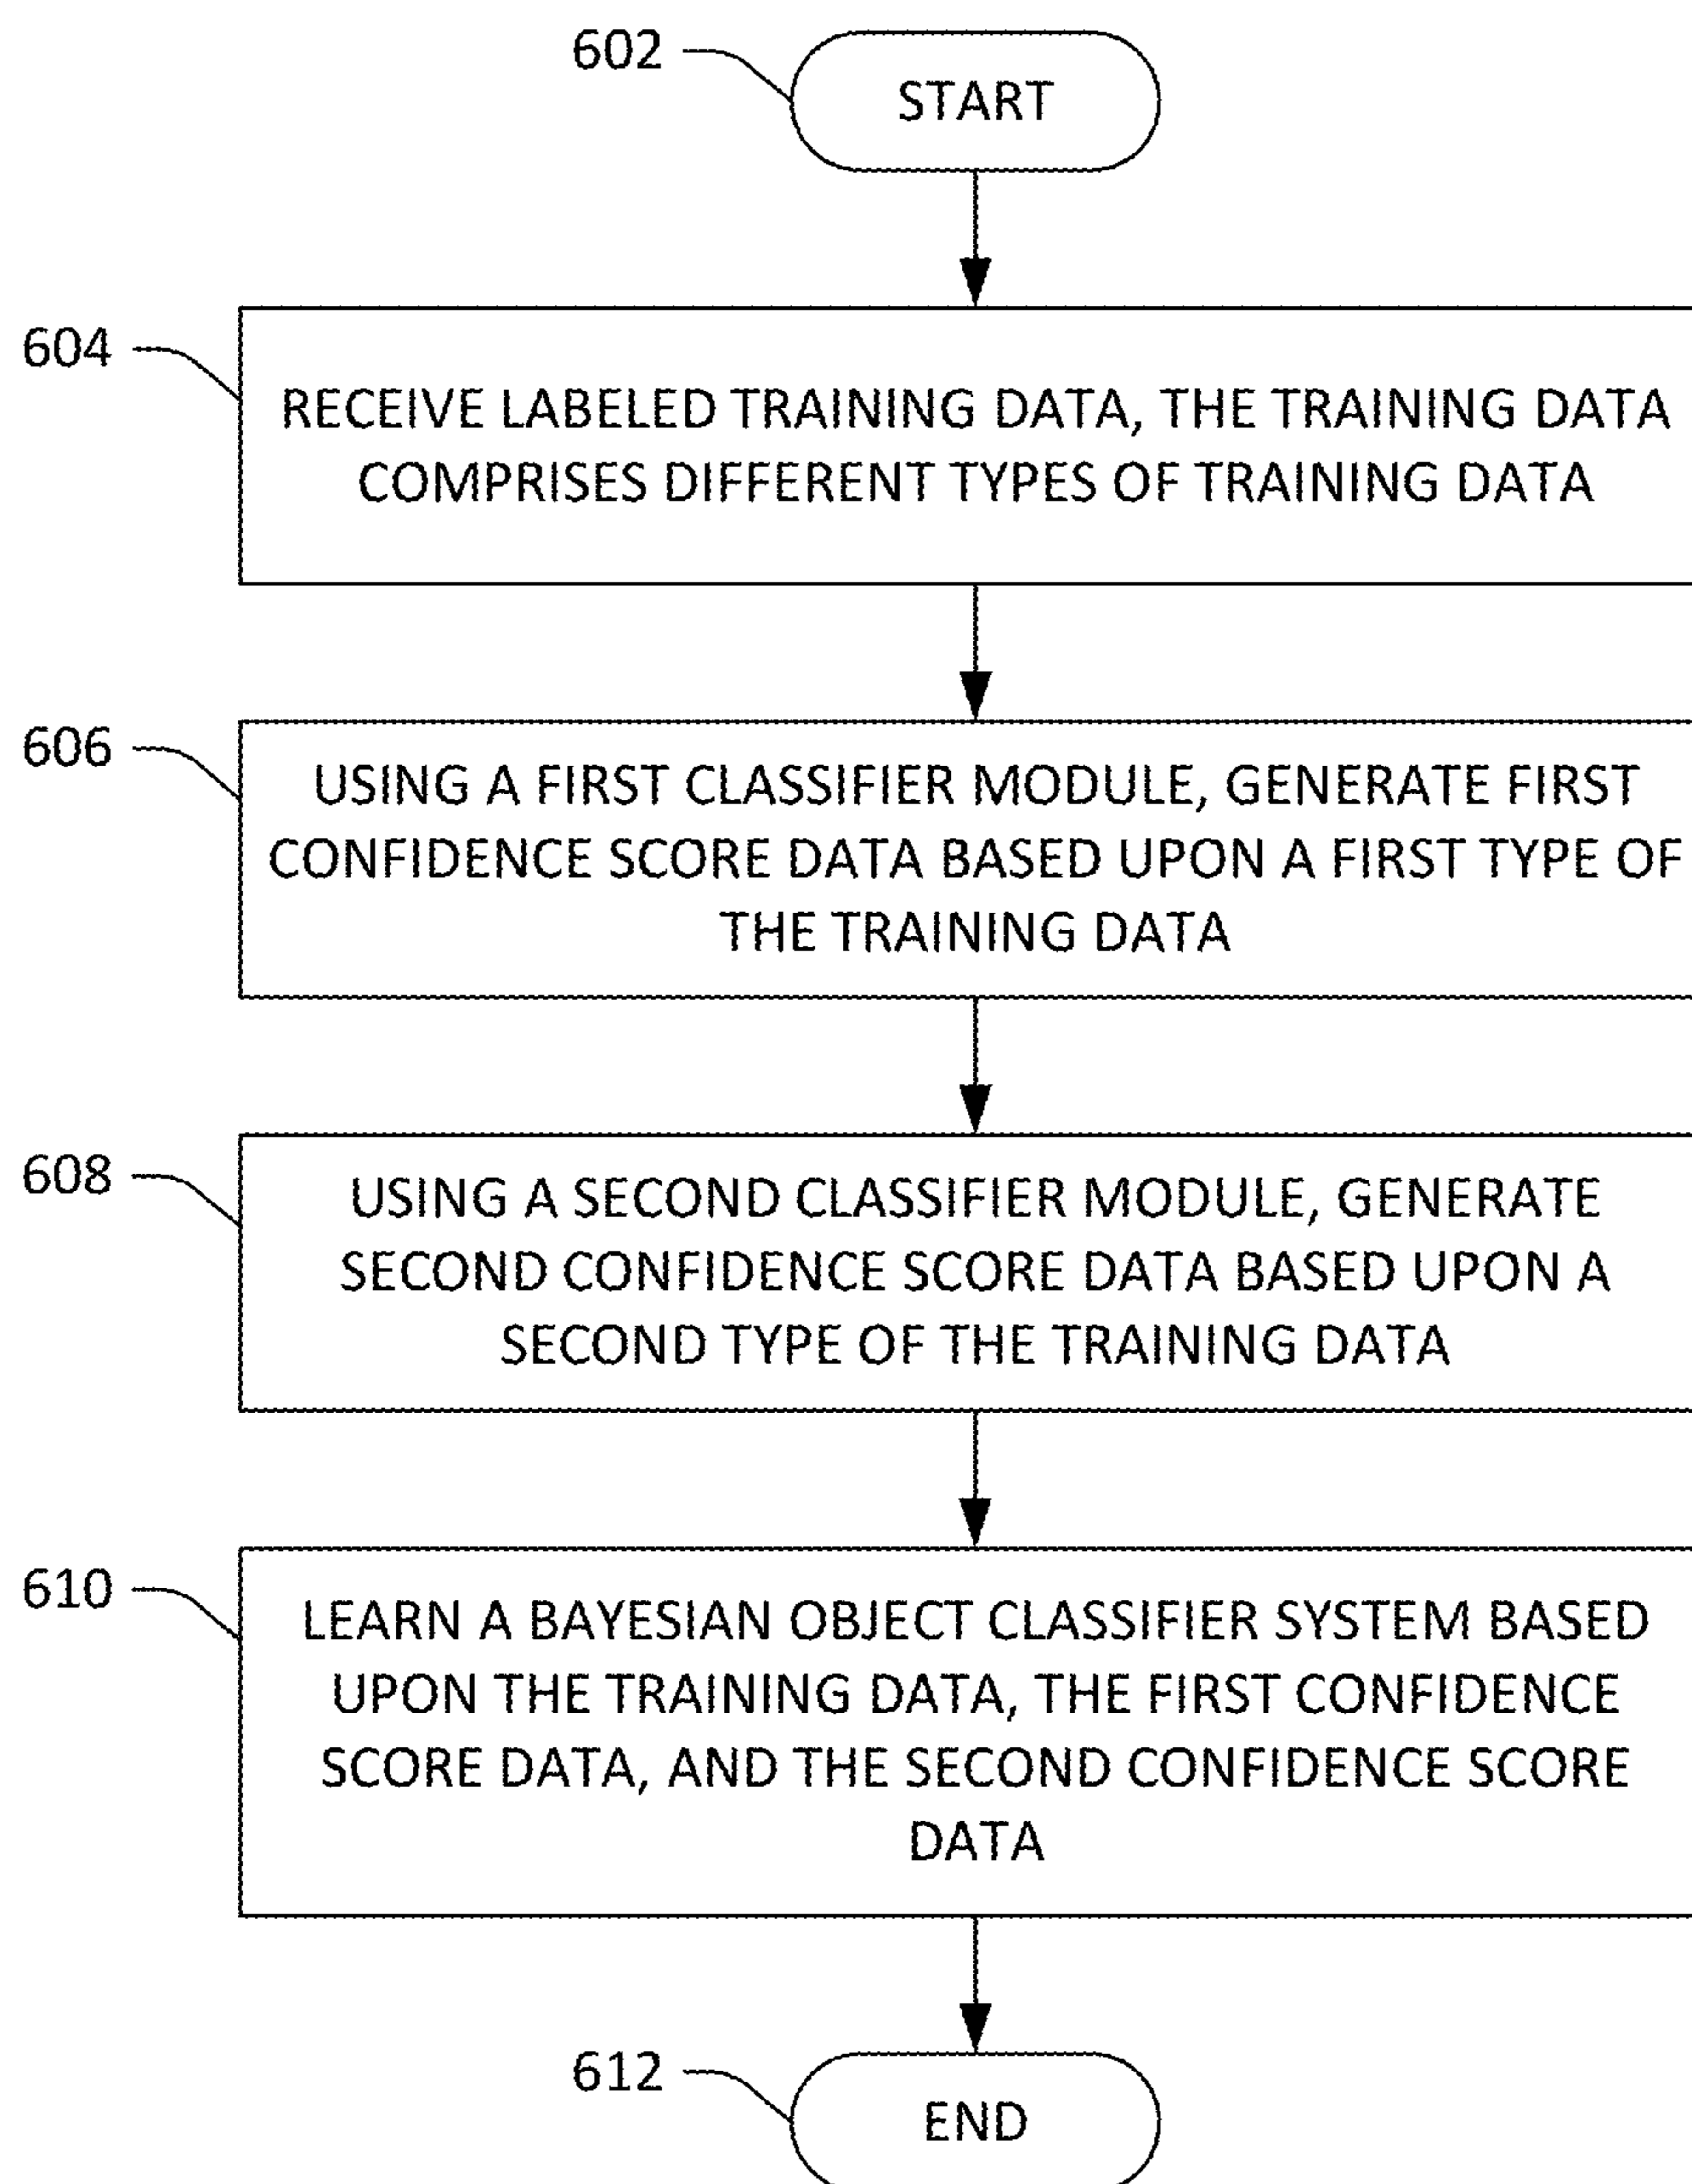 602
START
604
RECEIVE LABELED TRAINING DATA, THE TRAINING DATA
COMPRISES DIFFERENT TYPES OF TRAINING DATA
606
USING A FIRST CLASSIFIER MODULE, GENERATE FIRST
CONFIDENCE SCORE DATA BASED UPON A FIRST TYPE OF
THE TRAINING DATA
608
USING A SECOND CLASSIFIER MODULE, GENERATE
SECOND CONFIDENCE SCORE DATA BASED UPON A
SECOND TYPE OF THE TRAINING DATA
610
LEARN A BAYESIAN OBJECT CLASSIFIER SYSTEM BASED
UPON THE TRAINING DATA, THE FIRST CONFIDENCE
SCORE DATA, AND THE SECOND CONFIDENCE SCORE
DATA
612
END